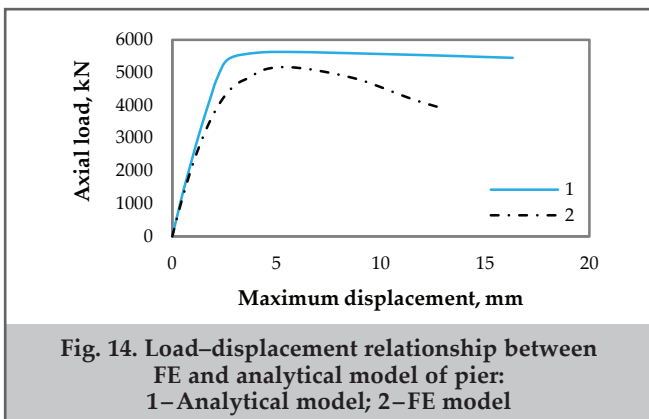 Axial load, kN
6000
5000
4000
3000
2000
1000
0
0 5 10 15 20
1
2
Maximum displacement, mm
Fig. 14. Load–displacement relationship between
FE and analytical model of pier:
1–Analytical model; 2–FE model